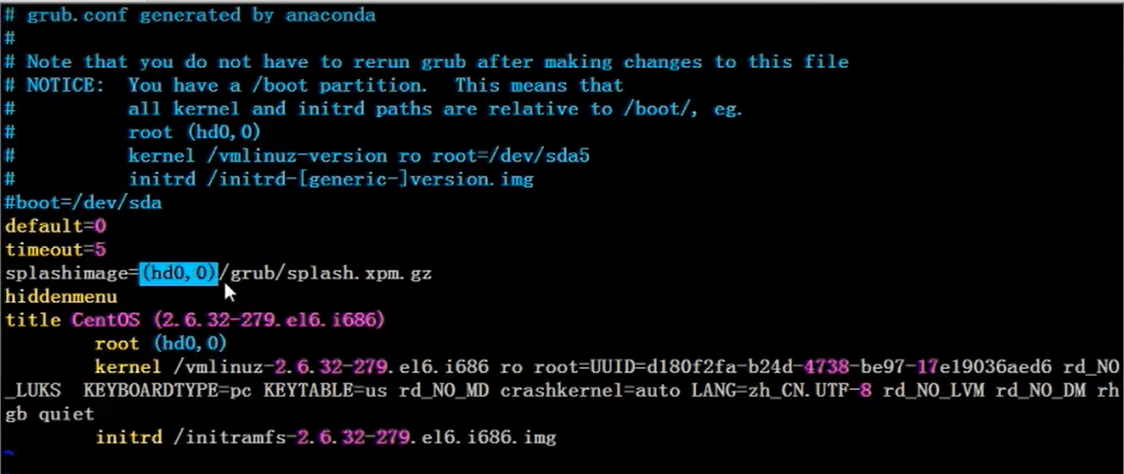 # grub.conf generated by anaconda
#
# Note that you do not have to rerun grub after making changes to this file
# NOTICE:  You have a /boot partition.  This means that
#          all kernel and initrd paths are relative to /boot/, eg.
#          root (hd0,0)
#          kernel /vmlinuz-version ro root=/dev/sda5
#          initrd /initrd-[generic-]version.img
#boot=/dev/sda
default=0
timeout=5
splashimage=(hd0,0)/grub/splash.xpm.gz
hiddenmenu
title CentOS (2.6.32-279.el6.i686)
        root (hd0,0)
        kernel /vmlinuz-2.6.32-279.el6.i686 ro root=UUID=d180f2fa-b24d-4738-be97-17e19036aed6 rd_NO
_LUKS  KEYBOARDTYPE=pc KEYTABLE=us rd_NO_MD crashkernel=auto LANG=zh_CN.UTF-8 rd_NO_LVM rd_NO_DM rh
gb quiet
        initrd /initramfs-2.6.32-279.el6.i686.img
~